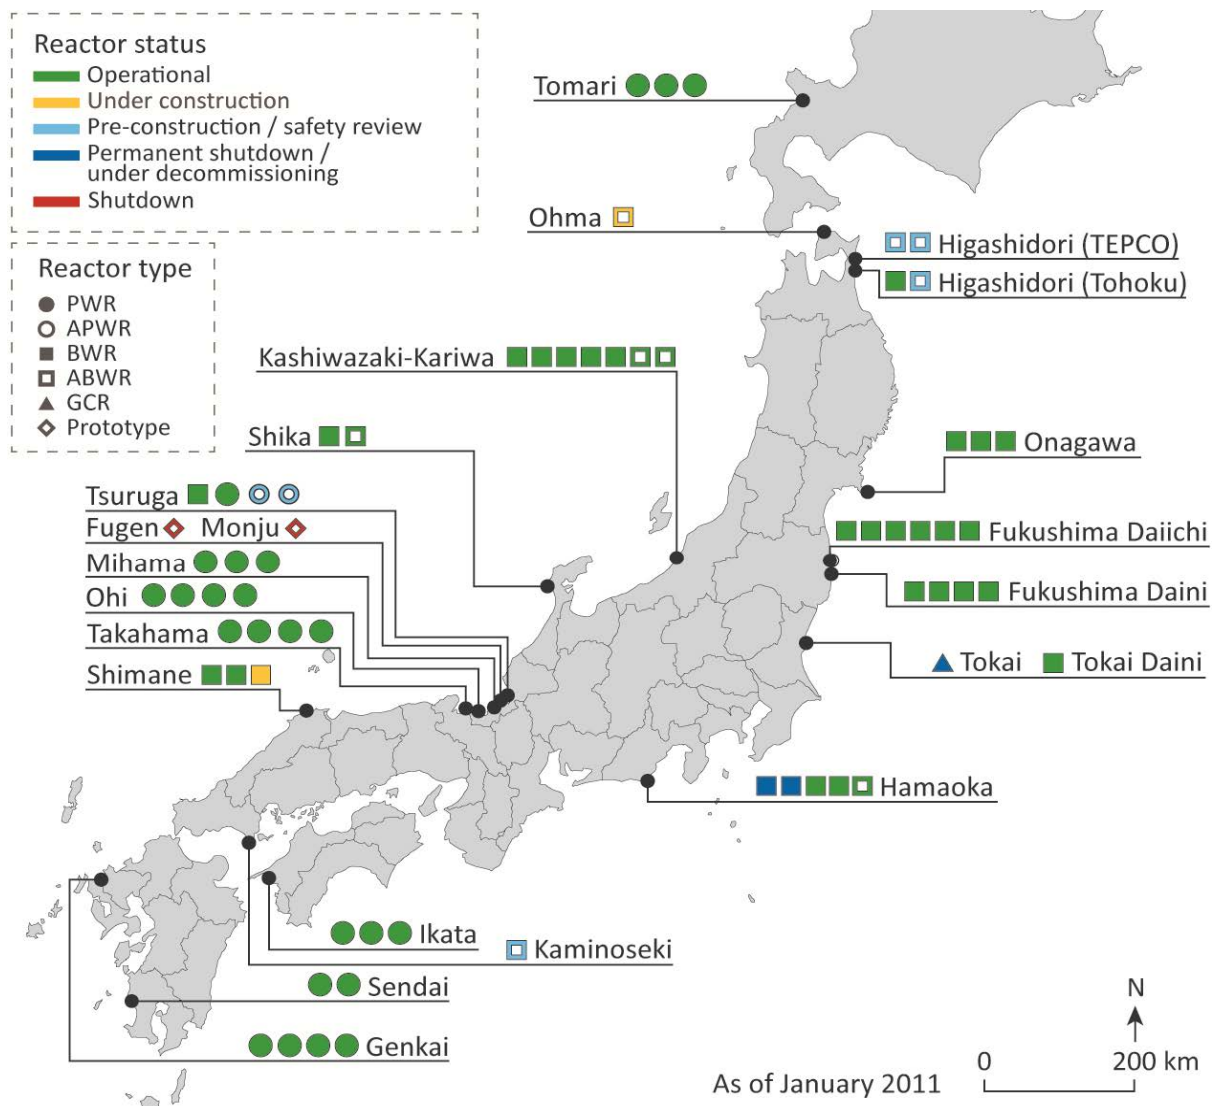 Reactor status
Operational
Under construction
Pre-construction / safety review
Permanent shutdown /
under decommissioning
Shutdown
Reactor type
PWR
APWR
BWR
ABWR
GCR
Prototype
Tomari
Ohma
Higashidori (TEPCO)
Higashidori (Tohoku)
Kashiwazaki-Kariwa
Shika
Onagawa
Tsuruga
Fugen Monju
Mihama
Ohi
Takahama
Shimane
Fukushima Daiichi
Fukushima Daini
Tokai Tokai Daini
Hamaoka
Ikata
Kaminoseki
Sendai
Genkai
N
0 200 km
As of January 2011